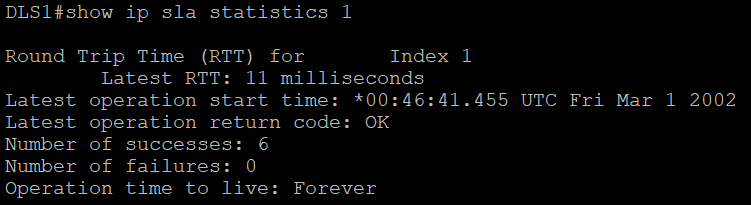 DLS1#show ip sla statistics 1
Round Trip Time (RTT) for Index 1
Latest RTT: 11 milliseconds
Latest operation start time: *00:46:41.455 UTC Fri Mar 1 2002
Latest operation return code: OK
Number of successes: 6
Number of failures: 0
Operation time to live: Forever